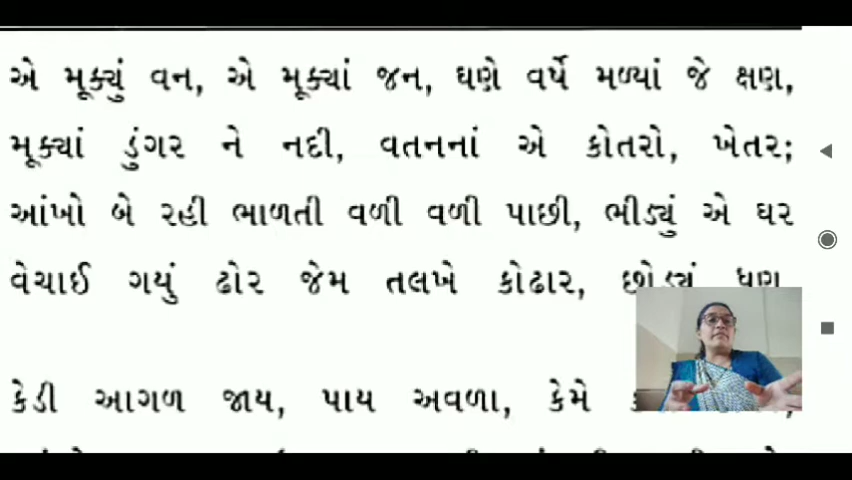 એ મૂક્યું વન, એ મૂક્યાં જન, ઘણે વર્ષે મળ્યાં જે ક્ષણ,
મૂક્યાં ડુંગર ને નદી, વતનનાં એ કોતરો, ખેતર;
આંખો બે રહી ભાળતી વળી વળી પાછી, ભીડ્યું એ ઘર
વેચાઈ ગયું ઢોર જેમ તલખે કોઢાર, છોડ્યું ધણ
કેડી આગળ જાય, પાય અવળા, કેમે